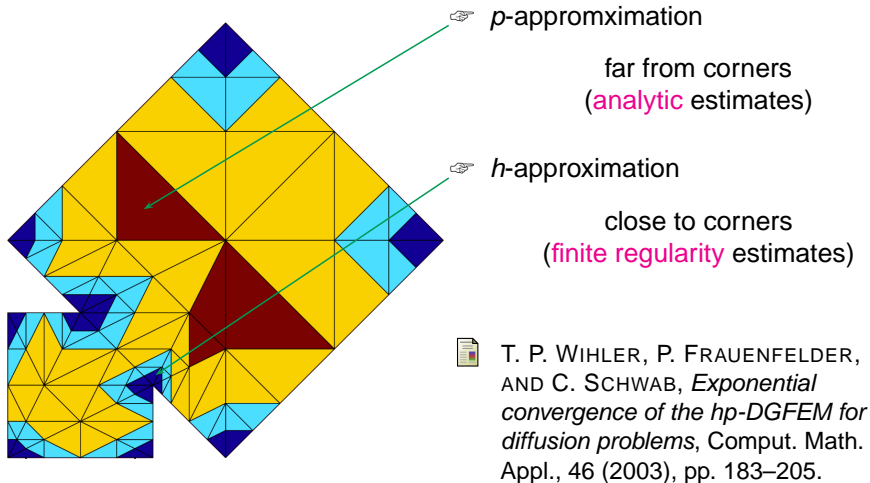 ☞ p-appromximation
far from corners
(analytic estimates)
☞ h-approximation
close to corners
(finite regularity estimates)
T. P. WIHLER, P. FRAUENFELDER,
AND C. SCHWAB, Exponential
convergence of the hp-DGFEM for
diffusion problems, Comput. Math.
Appl., 46 (2003), pp. 183–205.